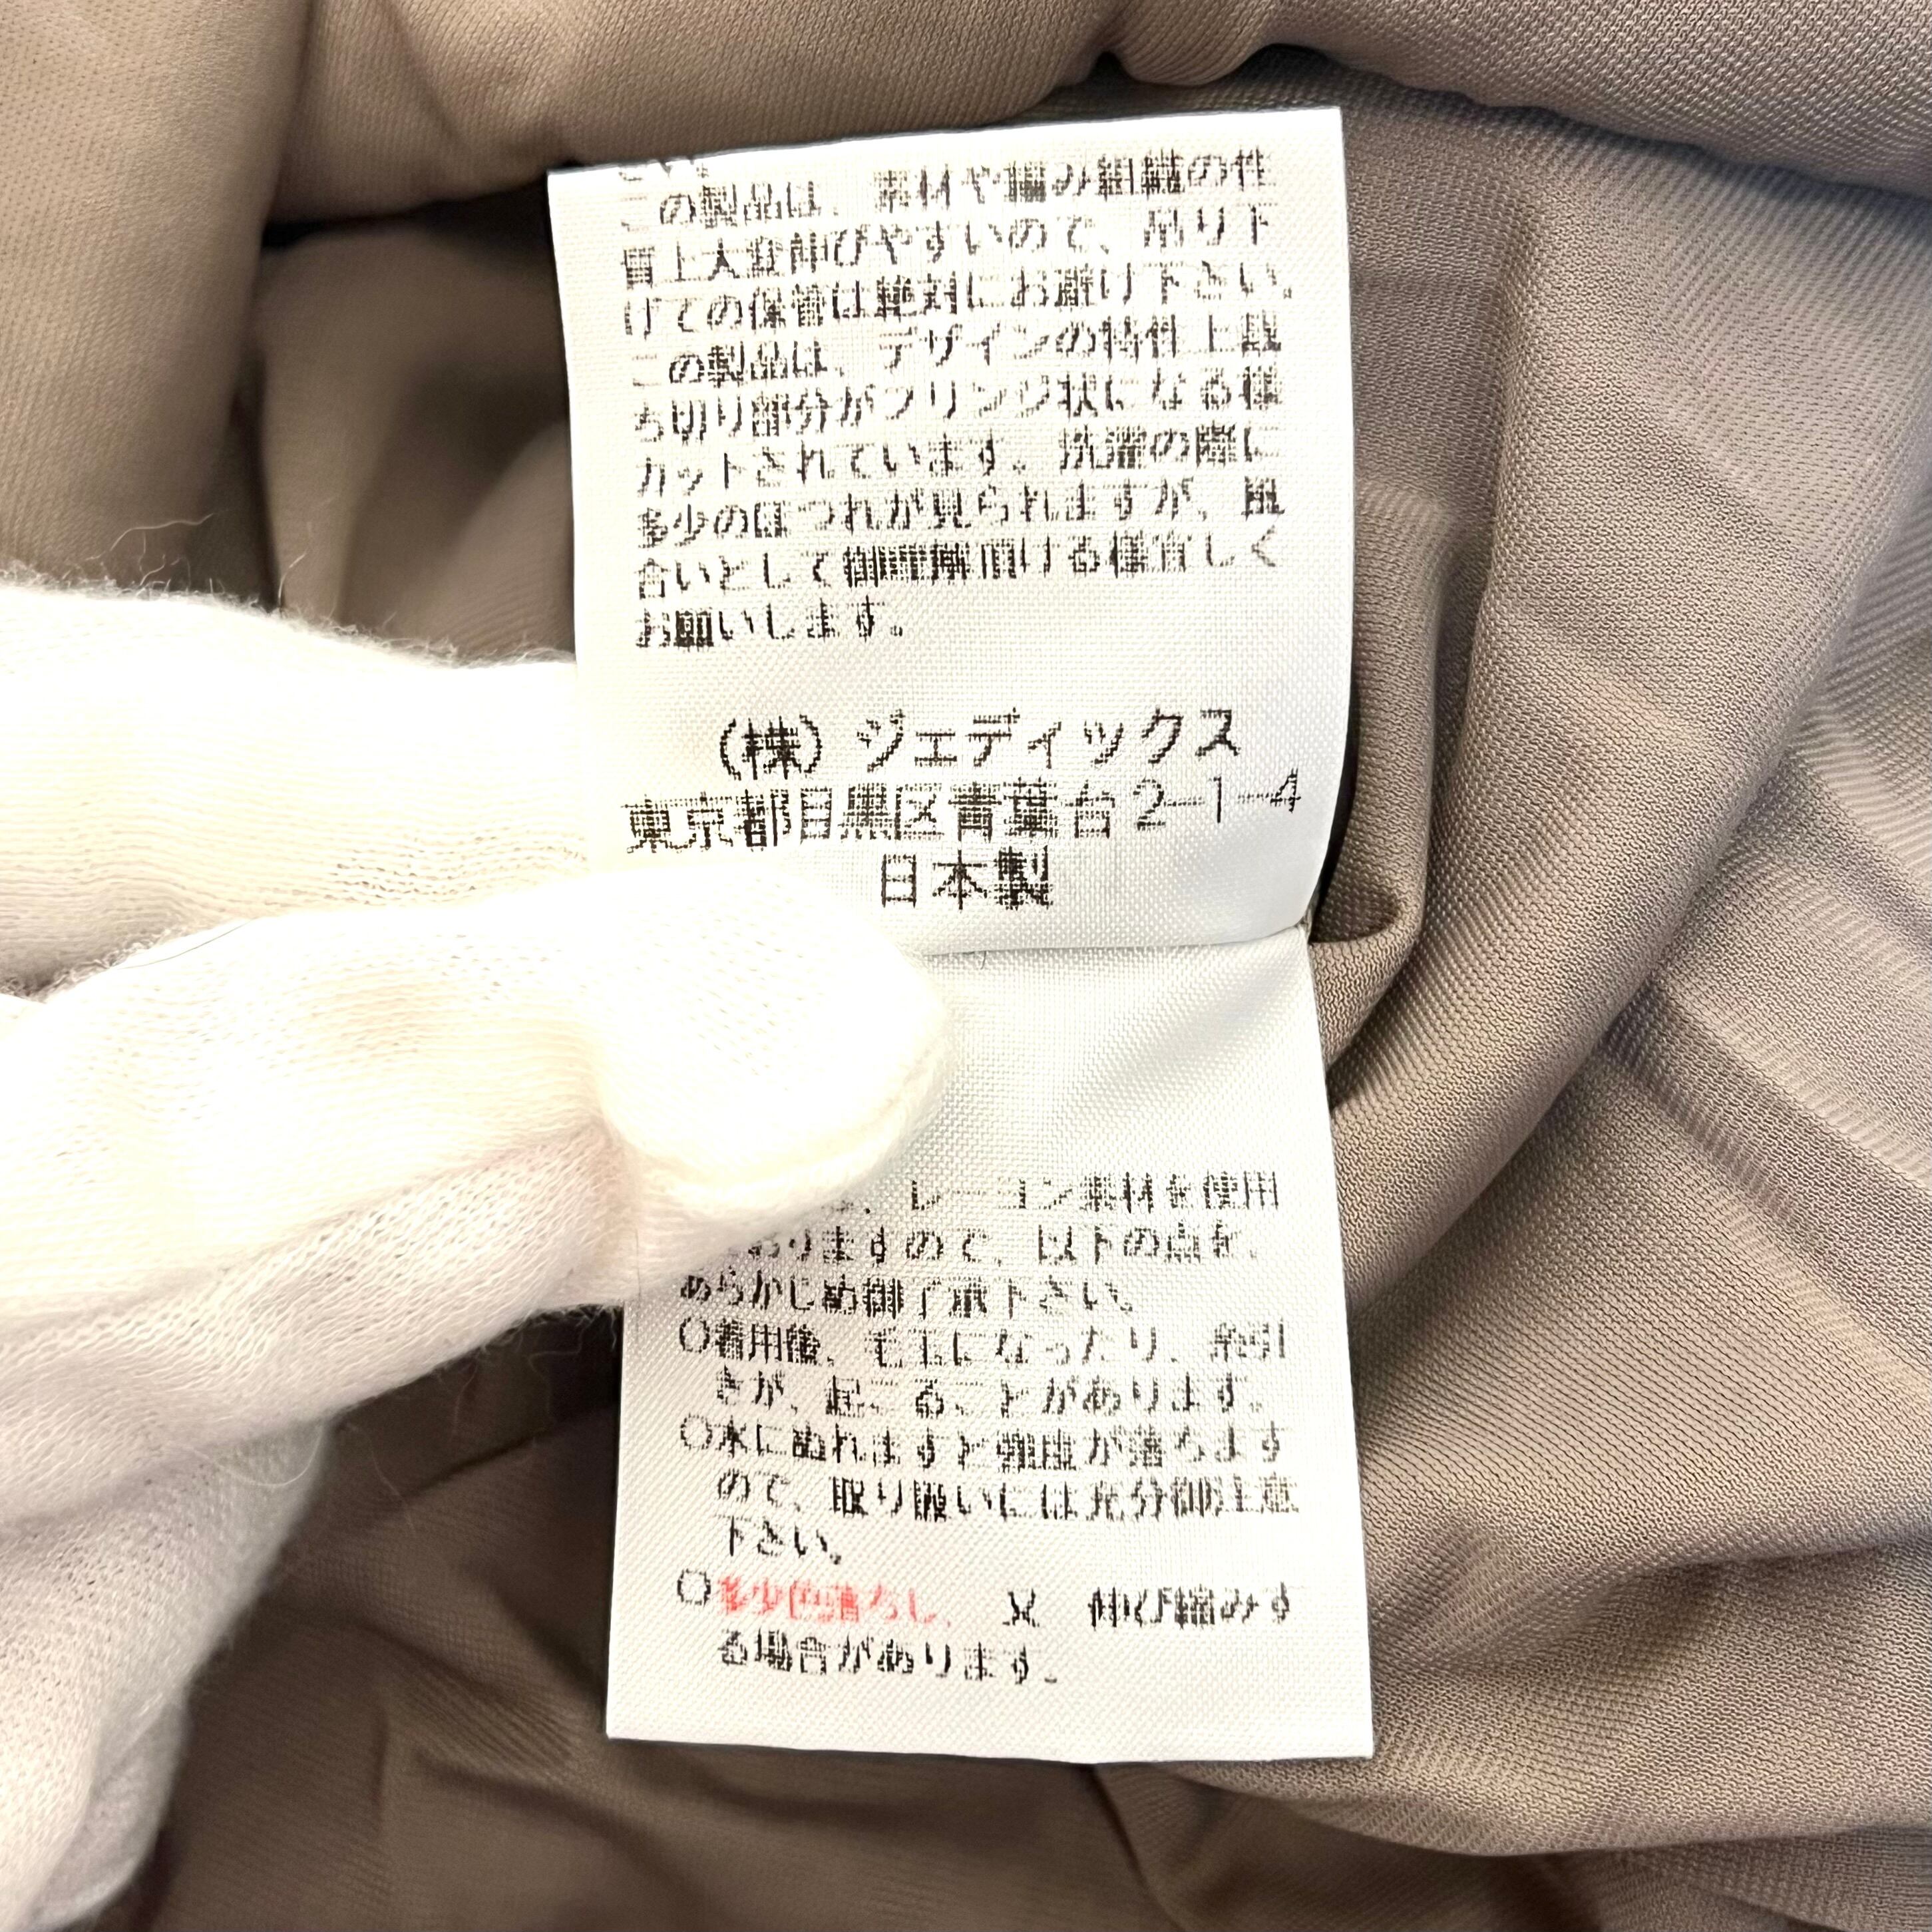 この製品は、素材や編み組織の性
質上大変伸びやすいので、吊り下
げての保管は絶対にお避け下さい。
この製品は、デザインの特性上裁
ち切り部分がフリンジ状になる様
カットされています。洗濯の際に
多少のほつれが見られますが、風
合いとして御理解頂ける様宜しく
お願いします。
(株)ジェディックス
東京都目黒区青葉台2-1-4
日本製
、レーヨン素材を使用
おりますので、以下の点を、
あらかじめ御了承下さい。
○着用後、毛玉になったり、糸引
きが、起こることがあります。
○水にぬれますと強度が落ちます
ので、取り扱いには充分御注意
下さい。
○多少色落ちし、又 伸び縮みす
る場合があります。